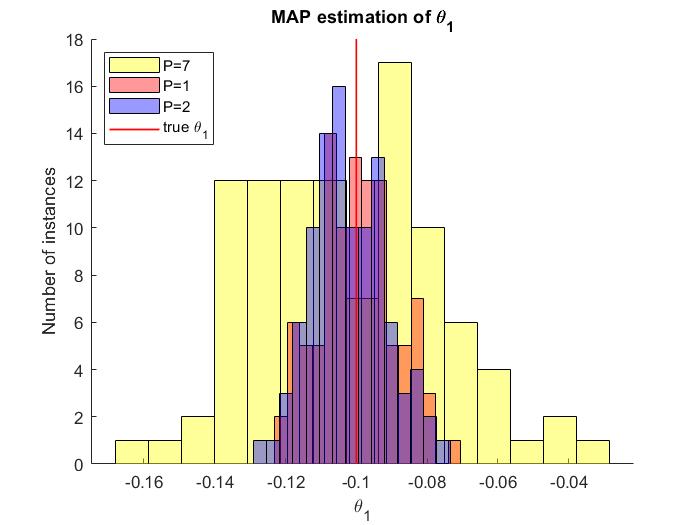 MAP estimation of θ₁
P=7
P=1
P=2
true θ₁
Number of instances
18
16
14
12
10
8
6
4
2
0
-0.16 -0.14 -0.12 -0.1 -0.08 -0.06 -0.04
θ₁